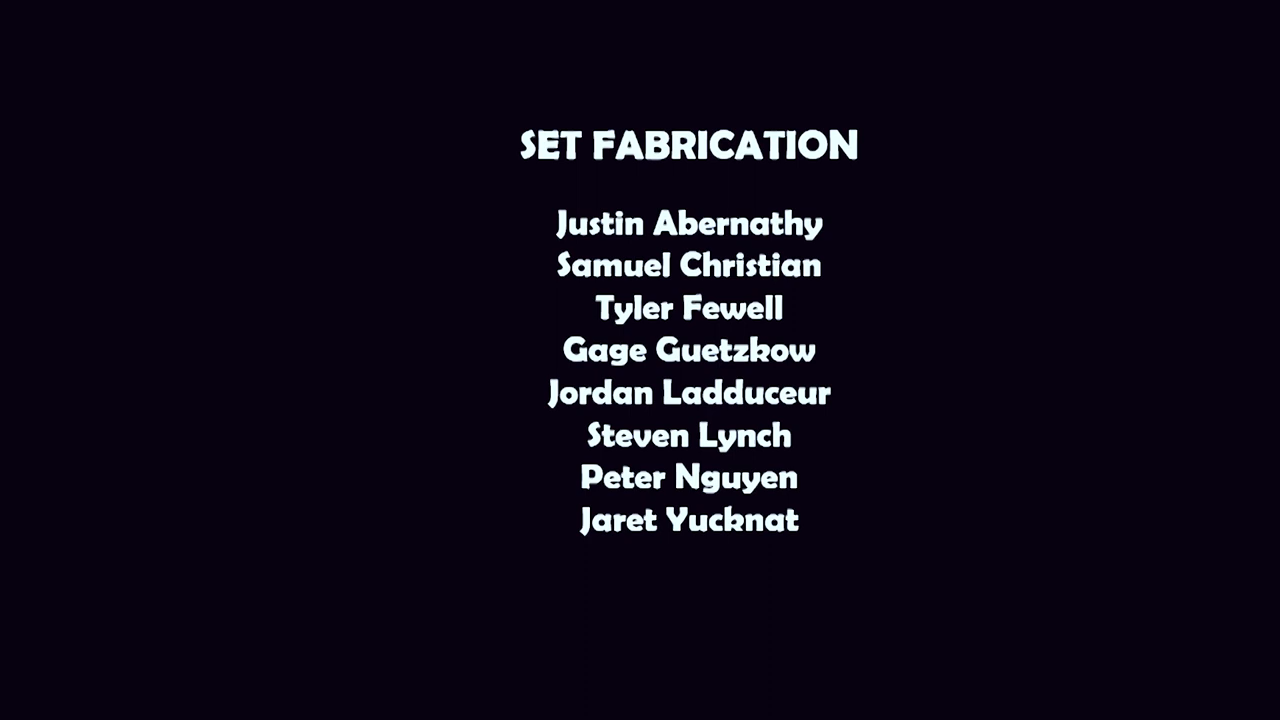 SET FABRICATION
Justin Abernathy
Samuel Christian
Tyler Fewell
Gage Guetzkow
Jordan Ladduceur
Steven Lynch
Peter Nguyen
Jaret Yucknat